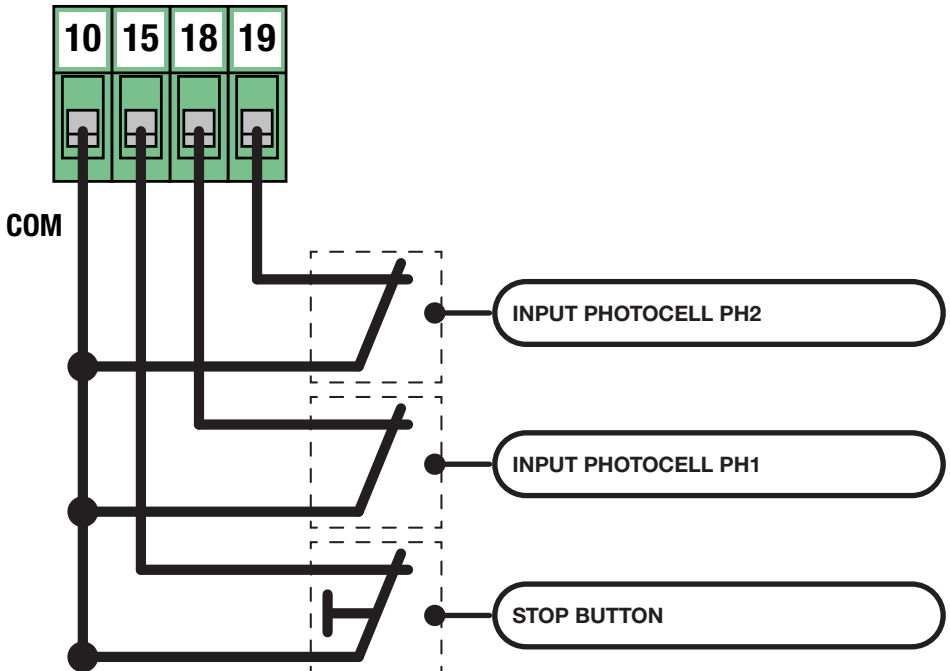 10 15 18 19
COM
INPUT PHOTOCELL PH2
INPUT PHOTOCELL PH1
STOP BUTTON